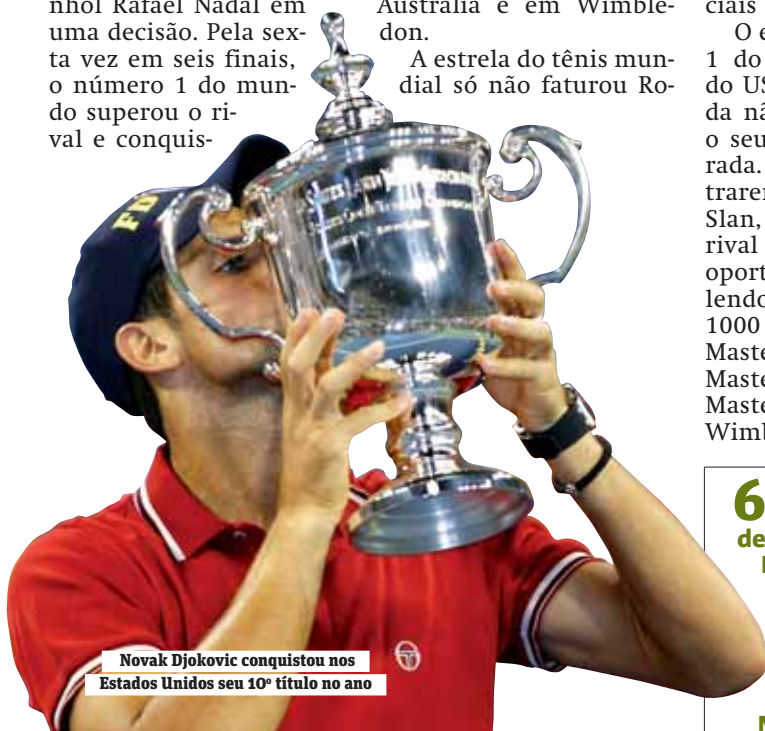 nhol Rafael Nadal em
uma decisão. Pela sex-
ta vez em seis finais,
o número 1 do mun-
do superou o ri-
val e conquis-
Australia e em Wimble-
don.
A estrela do tênis mun-
dial só não faturou Ro-
ciais
O e
1 do
do US
da nã
o seu
rada.
trarem
Slan,
rival
oport
lendo
1000
Maste
Maste
Maste
Wimb
6
de
FD
Novak Djokovic conquistou nos
Estados Unidos seu 10º título no ano